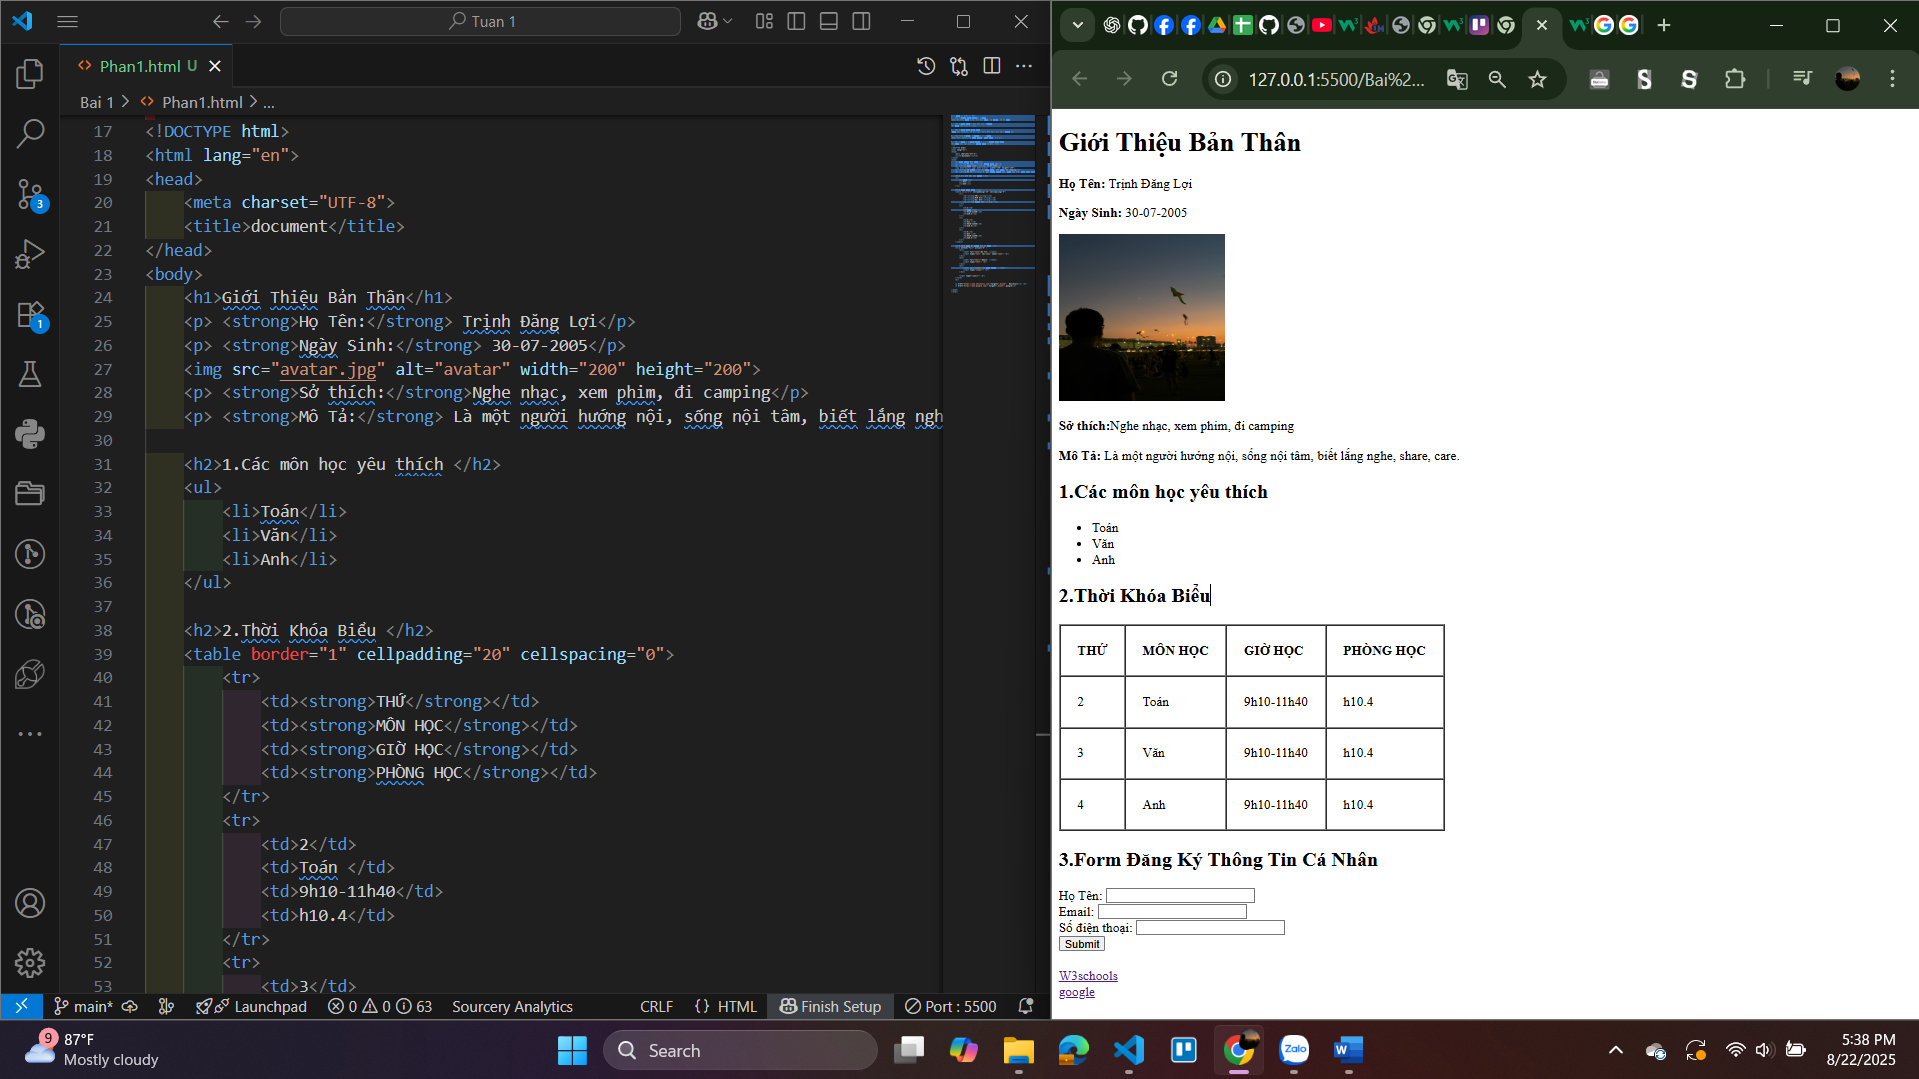 Tuan 1
Phan1.html U
Bai 1 > Phan1.html > ...
17 <!DOCTYPE html>
18 <html lang="en">
19 <head>
20 <meta charset="UTF-8">
21 <title>document</title>
22 </head>
23 <body>
24 <h1>Giới Thiệu Bản Thân</h1>
25 <p> <strong>Họ Tên:</strong> Trịnh Đăng Lợi</p>
26 <p> <strong>Ngày Sinh:</strong> 30-07-2005</p>
27 <img src="avatar.jpg" alt="avatar" width="200" height="200">
28 <p> <strong>Sở thích:</strong>Nghe nhạc, xem phim, đi camping</p>
29 <p> <strong>Mô Tả:</strong> Là một người hướng nội, sống nội tâm, biết lắng ngh
30
31 <h2>1.Các môn học yêu thích </h2>
32 <ul>
33 <li>Toán</li>
34 <li>Văn</li>
35 <li>Anh</li>
36 </ul>
37
38 <h2>2.Thời Khóa Biểu </h2>
39 <table border="1" cellpadding="20" cellspacing="0">
40 <tr>
41 <td><strong>THỨ</strong></td>
42 <td><strong>MÔN HỌC</strong></td>
43 <td><strong>GIỜ HỌC</strong></td>
44 <td><strong>PHÒNG HỌC</strong></td>
45 </tr>
46 <tr>
47 <td>2</td>
48 <td>Toán </td>
49 <td>9h10-11h40</td>
50 <td>h10.4</td>
51 </tr>
52 <tr>
53 <td>3</td>
3
1
main* Launchpad 0 0 63 Sourcery Analytics CRLF {} HTML Finish Setup Port : 5500
127.0.0.1:5500/Bai%2...
Giới Thiệu Bản Thân
Họ Tên: Trịnh Đăng Lợi
Ngày Sinh: 30-07-2005
Sở thích:Nghe nhạc, xem phim, đi camping
Mô Tả: Là một người hướng nội, sống nội tâm, biết lắng nghe, share, care.
1.Các môn học yêu thích
• Toán
• Văn
• Anh
2.Thời Khóa Biểu
THỨ MÔN HỌC GIỜ HỌC PHÒNG HỌC
2 Toán 9h10-11h40 h10.4
3 Văn 9h10-11h40 h10.4
4 Anh 9h10-11h40 h10.4
3.Form Đăng Ký Thông Tin Cá Nhân
Họ Tên:
Email:
Số điện thoại:
Submit
W3schools
google
9
87°F
Mostly cloudy
Search
Zalo
5:38 PM
8/22/2025